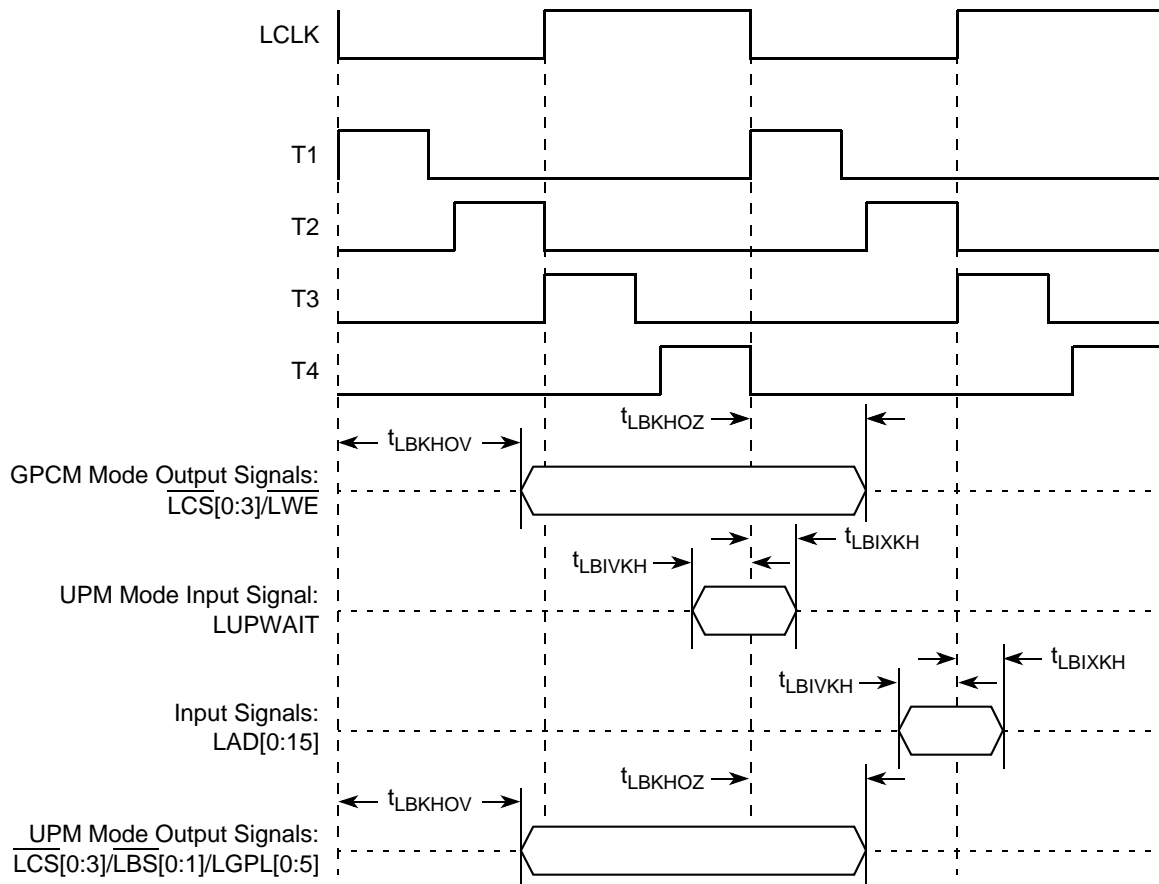 LCLK
T1
T2
T3
T4
tLBKHOV
tLBKHOZ
GPCM Mode Output Signals:
LCS[0:3]/LWE
tLBIXKH
tLBIVKH
UPM Mode Input Signal:
LUPWAIT
tLBIXKH
tLBIVKH
Input Signals:
LAD[0:15]
tLBKHOZ
tLBKHOV
UPM Mode Output Signals:
LCS[0:3]/LBS[0:1]/LGPL[0:5]